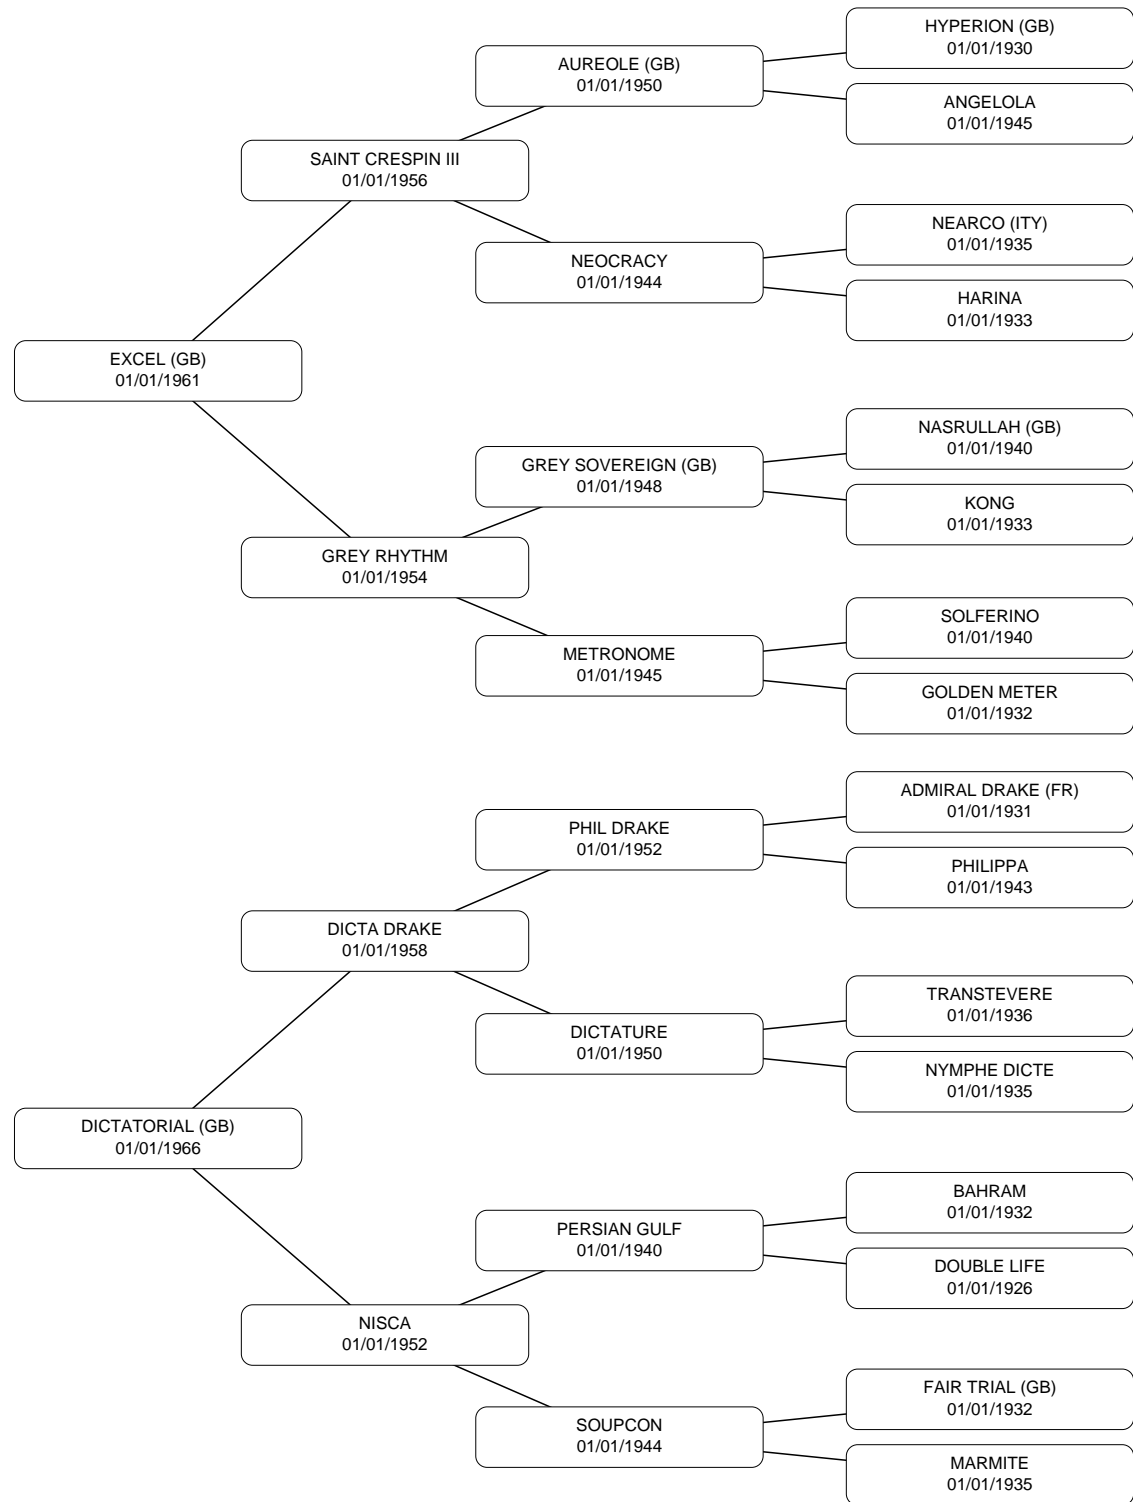 HYPERION (GB)
01/01/1930
AUREOLE (GB)
01/01/1950
ANGELOLA
01/01/1945
SAINT CRESPIN III
01/01/1956
NEARCO (ITY)
01/01/1935
NEOCRACY
01/01/1944
HARINA
01/01/1933
EXCEL (GB)
01/01/1961
NASRULLAH (GB)
01/01/1940
GREY SOVEREIGN (GB)
01/01/1948
KONG
01/01/1933
GREY RHYTHM
01/01/1954
SOLFERINO
01/01/1940
METRONOME
01/01/1945
GOLDEN METER
01/01/1932
ADMIRAL DRAKE (FR)
01/01/1931
PHIL DRAKE
01/01/1952
PHILIPPA
01/01/1943
DICTA DRAKE
01/01/1958
TRANSTEVERE
01/01/1936
DICTATURE
01/01/1950
NYMPHE DICTE
01/01/1935
DICTATORIAL (GB)
01/01/1966
BAHRAM
01/01/1932
PERSIAN GULF
01/01/1940
DOUBLE LIFE
01/01/1926
NISCA
01/01/1952
FAIR TRIAL (GB)
01/01/1932
SOUPCON
01/01/1944
MARMITE
01/01/1935